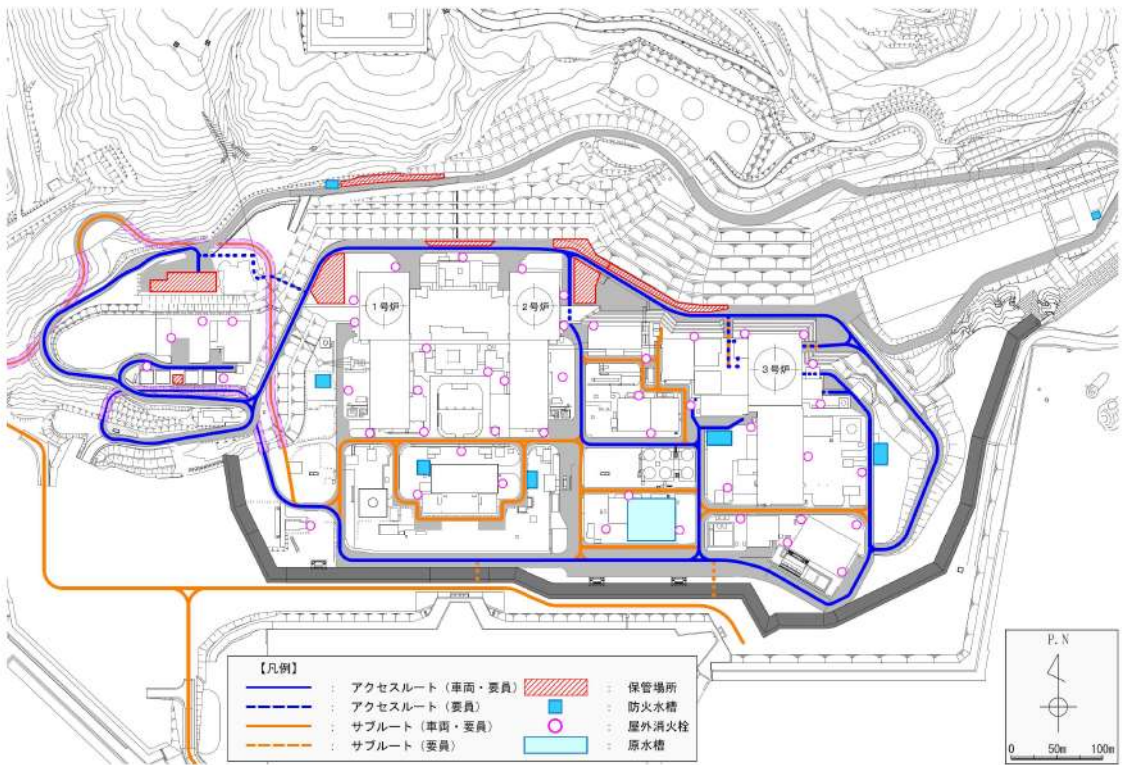 1号炉
2号炉
3号炉
【凡例】
: アクセスルート（車両・要員）
: アクセスルート（要員）
: サブルート（車両・要員）
: サブルート（要員）
: 保管場所
: 防火水槽
: 屋外消火栓
: 原水槽
P.N
0 50m 100m